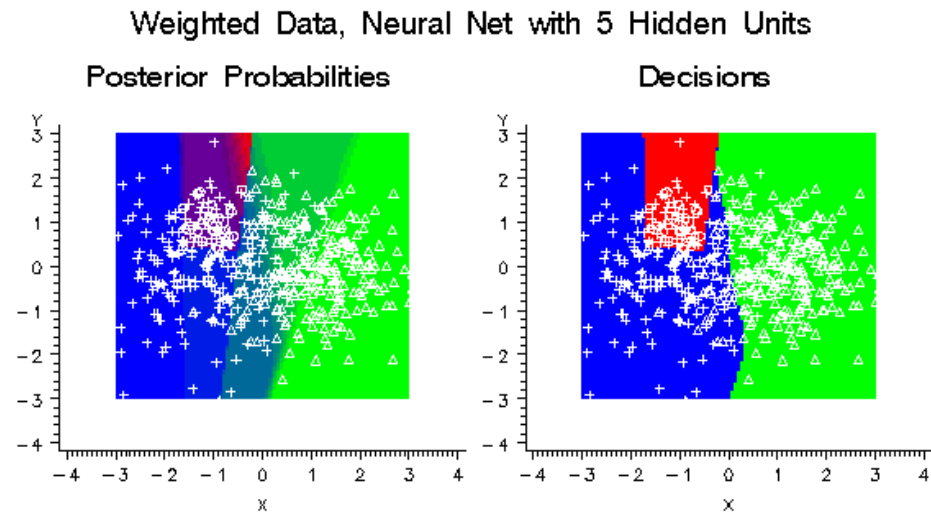 Weighted Data, Neural Net with 5 Hidden Units
Posterior Probabilities
Decisions
Y
3
2
1
0
-1
-2
-3
-4
-4 -3 -2 -1 0 1 2 3 4
X
Y
3
2
1
0
-1
-2
-3
-4
-4 -3 -2 -1 0 1 2 3 4
X